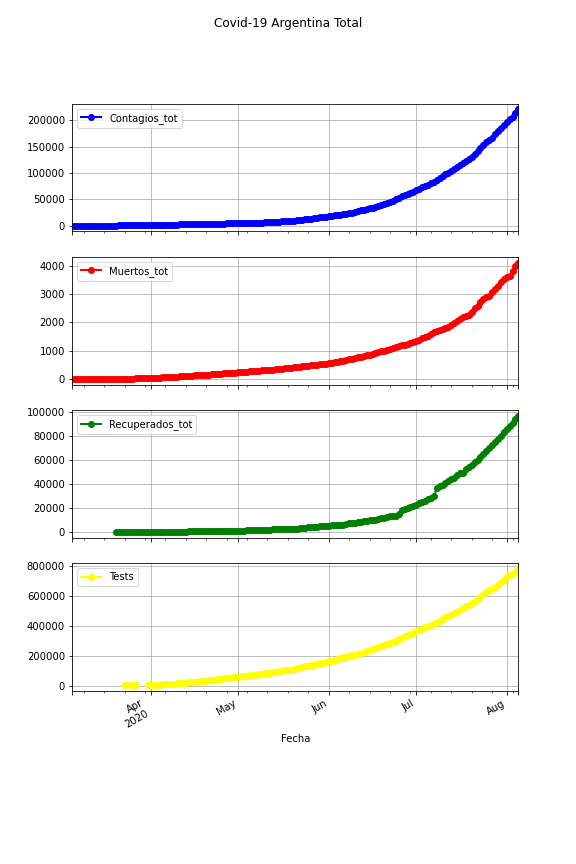 Covid-19 Argentina Total
Contagios_tot
200000
150000
100000
50000
0
Muertos_tot
4000
3000
2000
1000
0
Recuperados_tot
100000
80000
60000
40000
20000
0
Tests
800000
600000
400000
200000
0
Apr
2020
May
Jun
Jul
Aug
Fecha